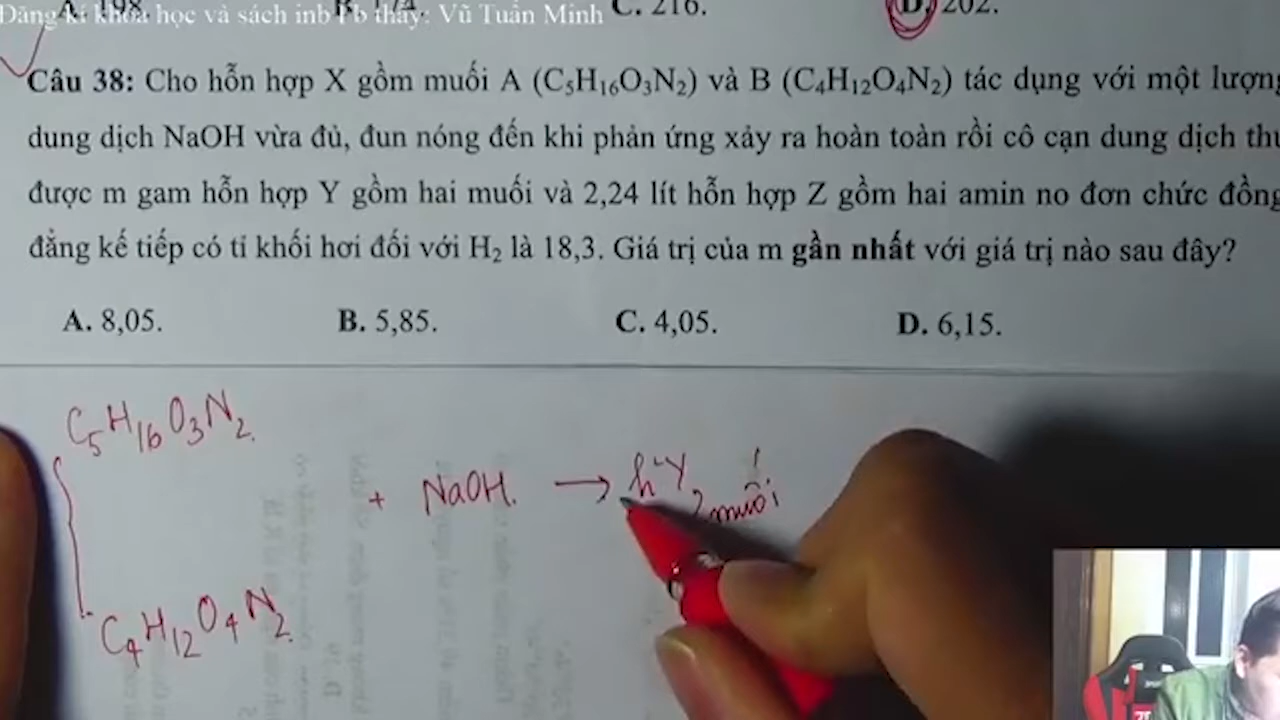 A. 198. B. 174. C. 216. D. 202.
Đăng kí khóa học và sách inb Fb thầy: Vũ Tuấn Minh
Câu 38: Cho hỗn hợp X gồm muối A (C₅H₁₆O₃N₂) và B (C₄H₁₂O₄N₂) tác dụng với một lượng
dung dịch NaOH vừa đủ, đun nóng đến khi phản ứng xảy ra hoàn toàn rồi cô cạn dung dịch thu
được m gam hỗn hợp Y gồm hai muối và 2,24 lít hỗn hợp Z gồm hai amin no đơn chức đồng
đẳng kế tiếp có tỉ khối hơi đối với H₂ là 18,3. Giá trị của m gần nhất với giá trị nào sau đây?
A. 8,05. B. 5,85. C. 4,05. D. 6,15.
C₅H₁₆O₃N₂
+ NaOH. → h² Y 2 muối
C₄H₁₂O₄N₂